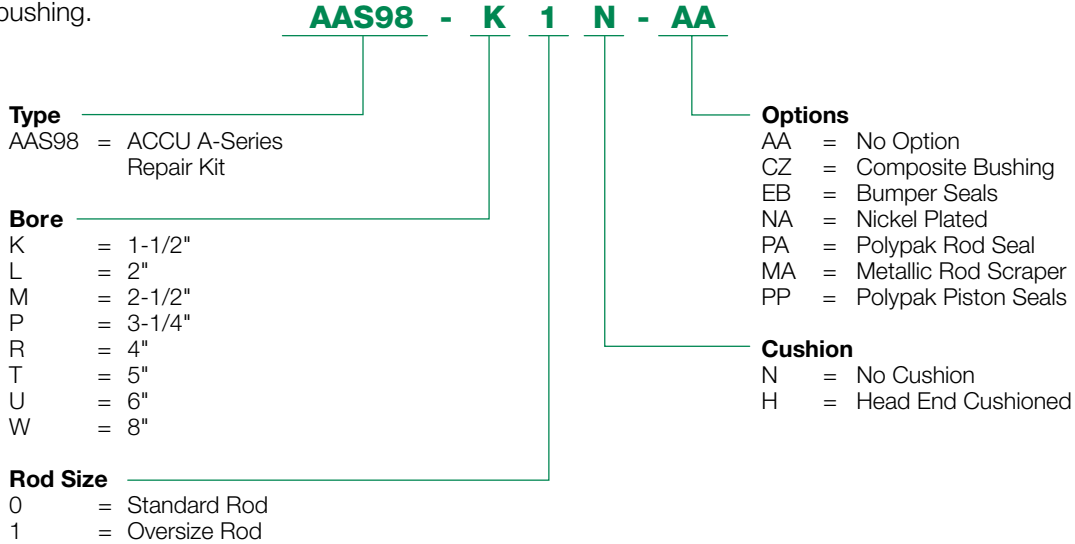 bushing.
AAS98 - K 1 N - AA
Type
AAS98 = ACCU A-Series
Repair Kit
Bore
K = 1-1/2"
L = 2"
M = 2-1/2"
P = 3-1/4"
R = 4"
T = 5"
U = 6"
W = 8"
Rod Size
0 = Standard Rod
1 = Oversize Rod
Options
AA = No Option
CZ = Composite Bushing
EB = Bumper Seals
NA = Nickel Plated
PA = Polypak Rod Seal
MA = Metallic Rod Scraper
PP = Polypak Piston Seals
Cushion
N = No Cushion
H = Head End Cushioned